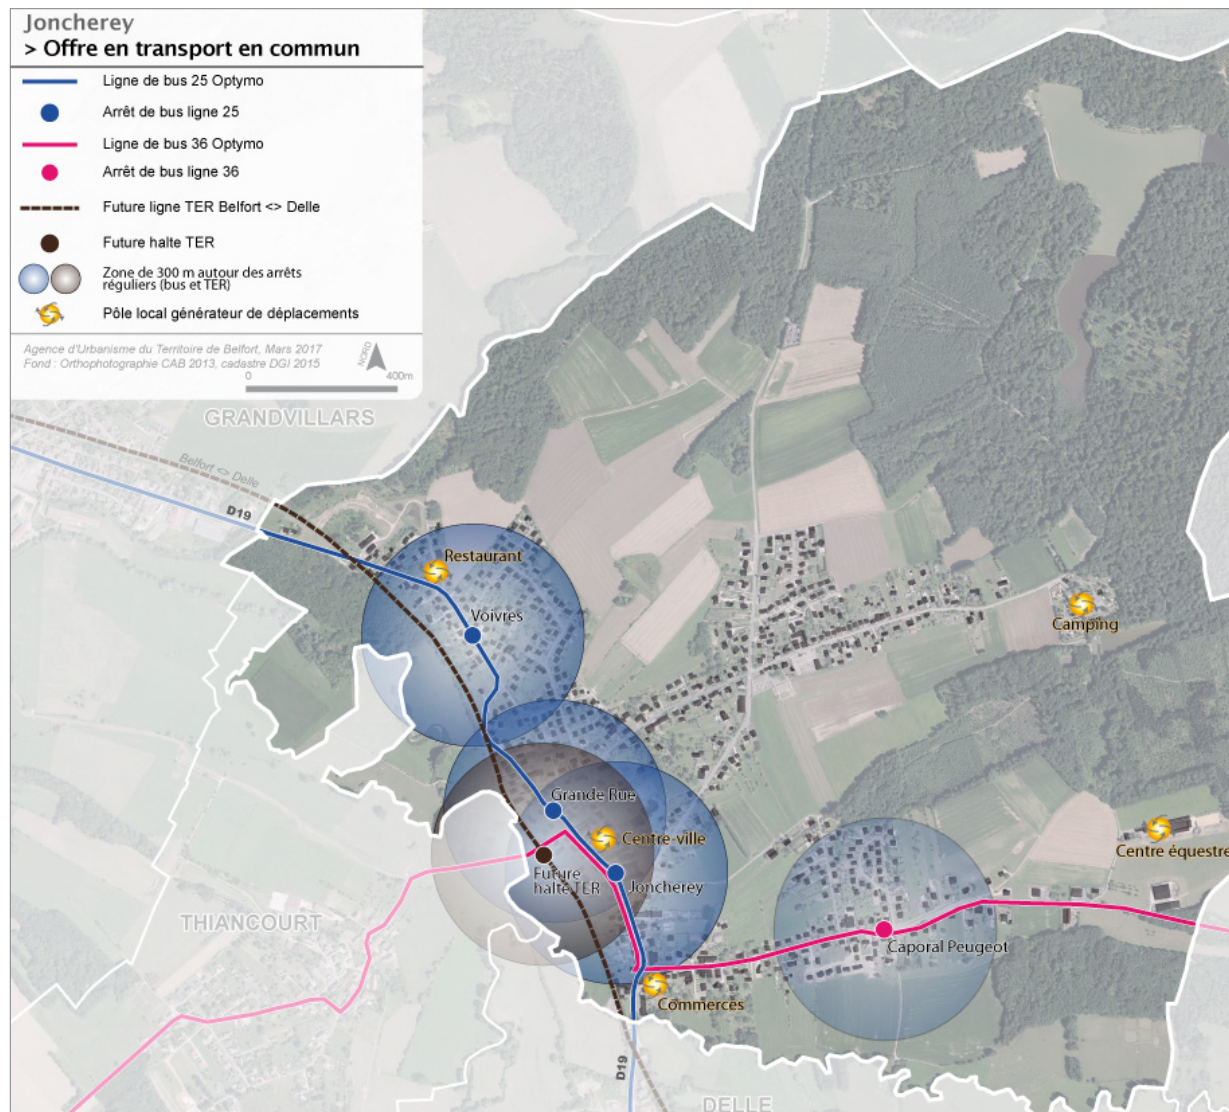 Joncherey
> Offre en transport en commun
Ligne de bus 25 Optymo
Arrêt de bus ligne 25
Ligne de bus 36 Optymo
Arrêt de bus ligne 36
Future ligne TER Belfort <> Delle
Future halte TER
Zone de 300 m autour des arrêts
réguliers (bus et TER)
Pôle local générateur de déplacements
Agence d'Urbanisme du Territoire de Belfort, Mars 2017
Fond : Orthophotographie CAB 2013, cadastre DGI 2015
NORD
0
400m
GRANDVILLARS
Belfort <> Delle
D19
Restaurant
Voivres
Camping
Grande Rue
Centre-ville
Centre équestre
Future
halte TER
Joncherey
THIANCOURT
Caporal Peugeot
Commerces
D19
DELLE